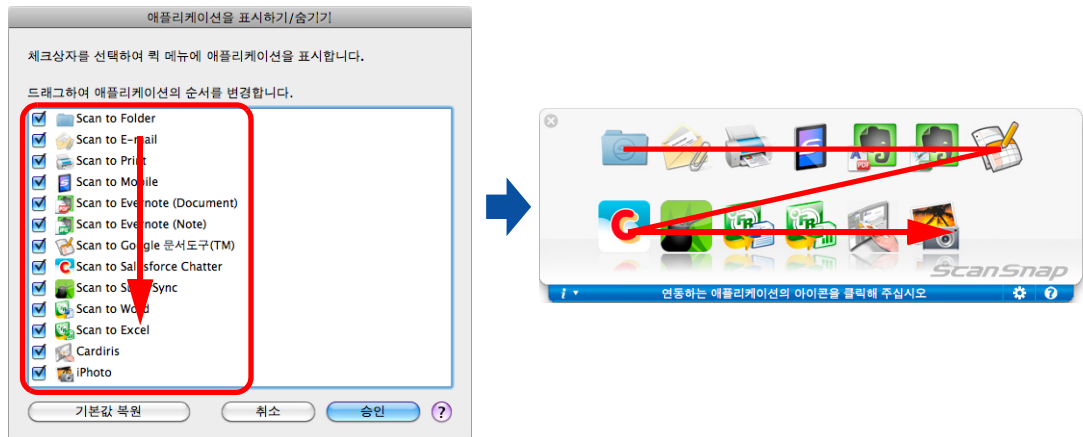 애플리케이션을 표시하기/숨기기
체크상자를 선택하여 퀵 메뉴에 애플리케이션을 표시합니다.
드래그하여 애플리케이션의 순서를 변경합니다.
Scan to Folder
Scan to E-mail
Scan to Print
Scan to Mobile
Scan to Evernote (Document)
Scan to Evernote (Note)
Scan to Google 문서도구(TM)
Scan to Salesforce Chatter
Scan to SugarSync
Scan to Word
Scan to Excel
Cardiris
iPhoto
기본값 복원
취소
승인
?
A PDF
C
ScanSnap
i
연동하는 애플리케이션의 아이콘을 클릭해 주십시오
?